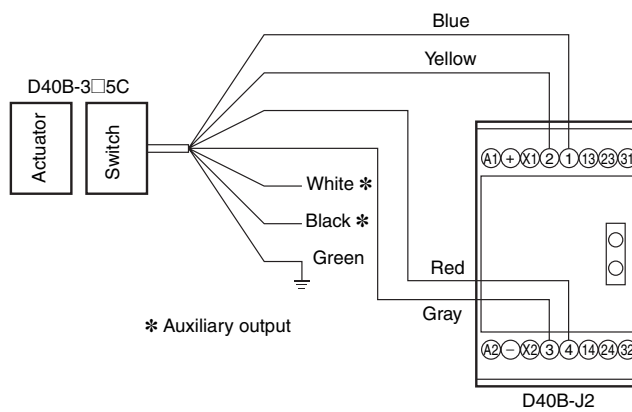 Blue
Yellow
D40B-3□5C
Actuator
Switch
A1 + X1 2 1 13 23 31
White ✻
Black ✻
Green
Red
Gray
✻ Auxiliary output
A2 − X2 3 4 14 24 32
D40B-J2